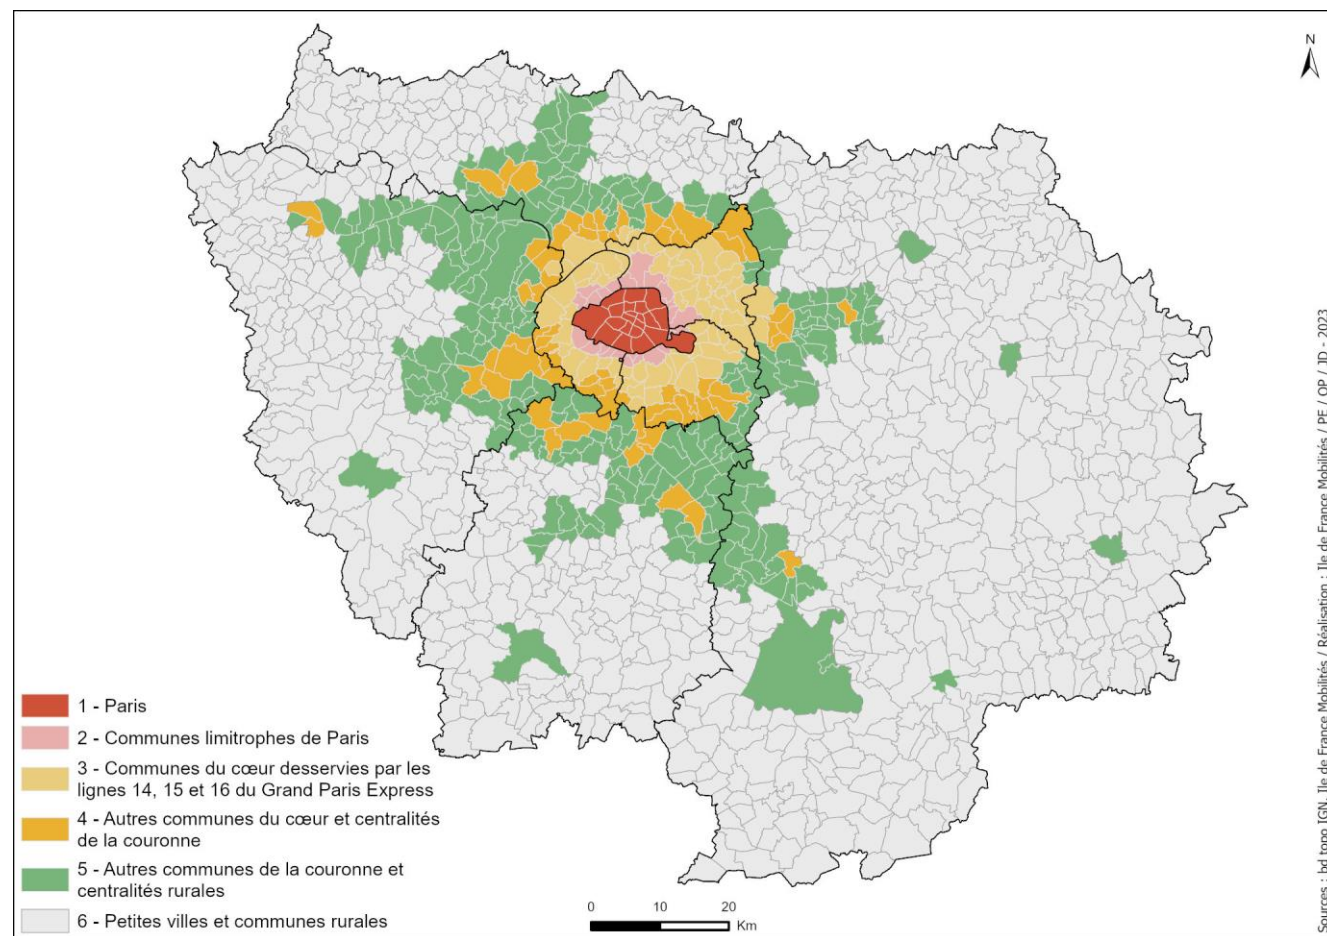 N
1 - Paris
2 - Communes limitrophes de Paris
3 - Communes du cœur desservies par les
lignes 14, 15 et 16 du Grand Paris Express
4 - Autres communes du cœur et centralités
de la couronne
5 - Autres communes de la couronne et
centralités rurales
6 - Petites villes et communes rurales
0 10 20
Km
Sources : bd topo IGN, Ile de France Mobilités / Réalisation : Ile de France Mobilités / PE / OP / JD - 2023